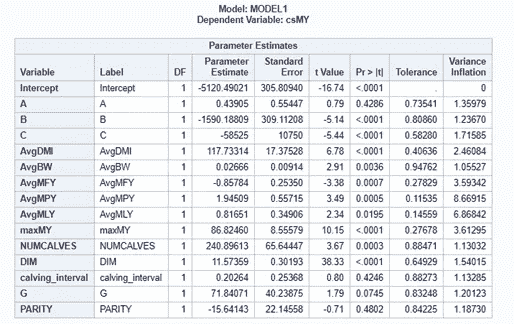 Model: MODEL1
Dependent Variable: csMY
Parameter Estimates
Variable Label DF Parameter Estimate Standard Error t Value Pr > |t| Tolerance Variance Inflation
Intercept Intercept 1 -5120.49021 305.80940 -16.74 <.0001 . 0
A A 1 0.43905 0.55447 0.79 0.4286 0.73541 1.35979
B B 1 -1590.18809 309.11208 -5.14 <.0001 0.80860 1.23670
C C 1 -58525 10750 -5.44 <.0001 0.58280 1.71585
AvgDMI AvgDMI 1 117.73314 17.37528 6.78 <.0001 0.40636 2.46084
AvgBW AvgBW 1 0.02666 0.00914 2.91 0.0036 0.94762 1.05527
AvgMFY AvgMFY 1 -0.85784 0.25350 -3.38 0.0007 0.27829 3.59342
AvgMPY AvgMPY 1 1.94509 0.55715 3.49 0.0005 0.11535 8.66915
AvgMLY AvgMLY 1 0.81651 0.34906 2.34 0.0195 0.14559 6.86842
maxMY maxMY 1 86.82460 8.55579 10.15 <.0001 0.27678 3.61295
NUMCALVES NUMCALVES 1 240.89613 65.64447 3.67 0.0003 0.88471 1.13032
DIM DIM 1 11.57359 0.30193 38.33 <.0001 0.64929 1.54015
calving_interval calving_interval 1 0.20264 0.25368 0.80 0.4246 0.88273 1.13285
G G 1 71.84071 40.23875 1.79 0.0745 0.83248 1.20123
PARITY PARITY 1 -15.64143 22.14558 -0.71 0.4802 0.84225 1.18730